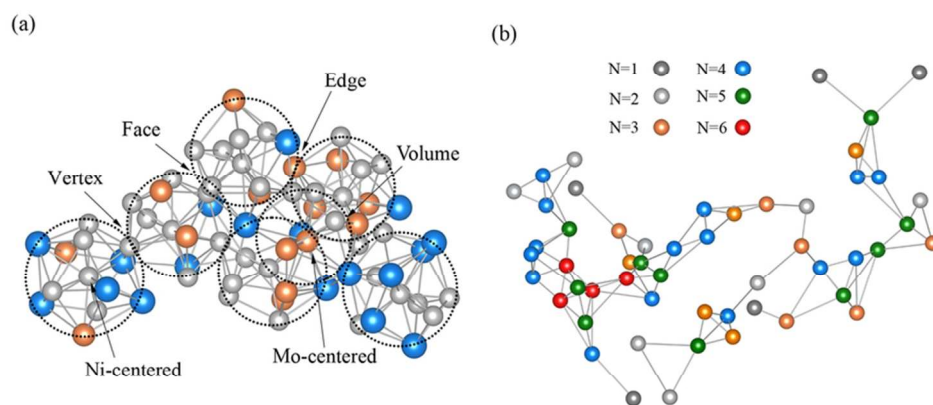 (a)
Edge
Face
Volume
Vertex
Mo-centered
Ni-centered
(b)
N=1 N=4
N=2 N=5
N=3 N=6